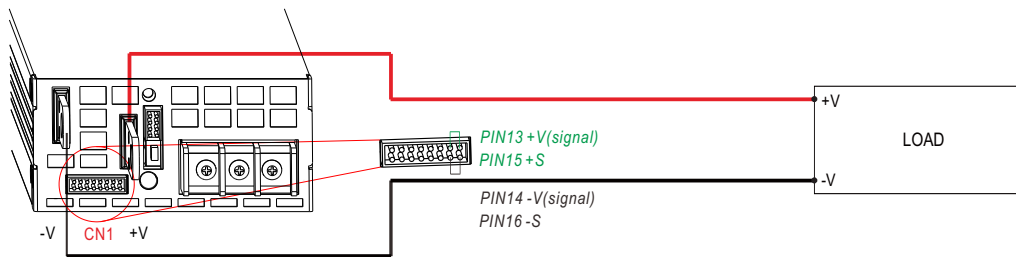 +V
PIN13 +V(signal)
PIN15 +S
LOAD
-V
PIN14 -V(signal)
PIN16 -S
-V CN1 +V